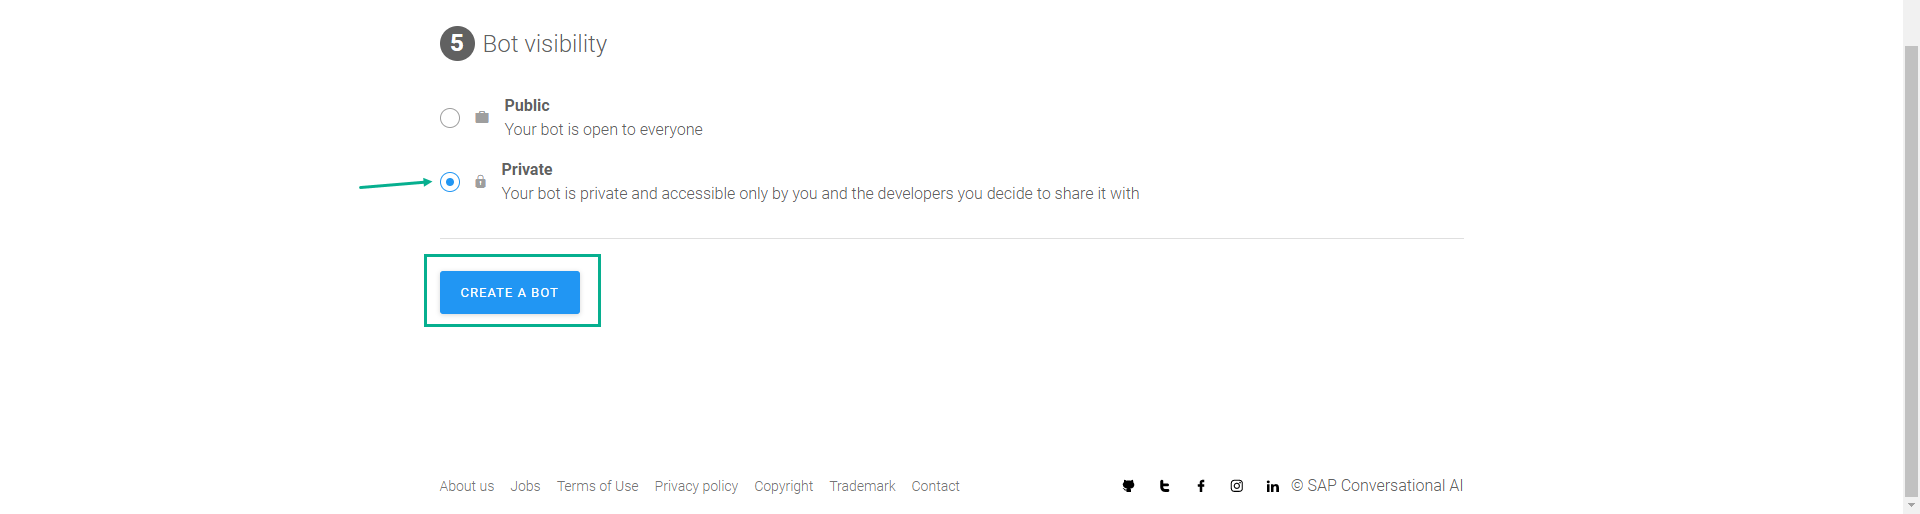 5 Bot visibility
Public
Your bot is open to everyone
Private
Your bot is private and accessible only by you and the developers you decide to share it with
CREATE A BOT
About us Jobs Terms of Use Privacy policy Copyright Trademark Contact © SAP Conversational AI